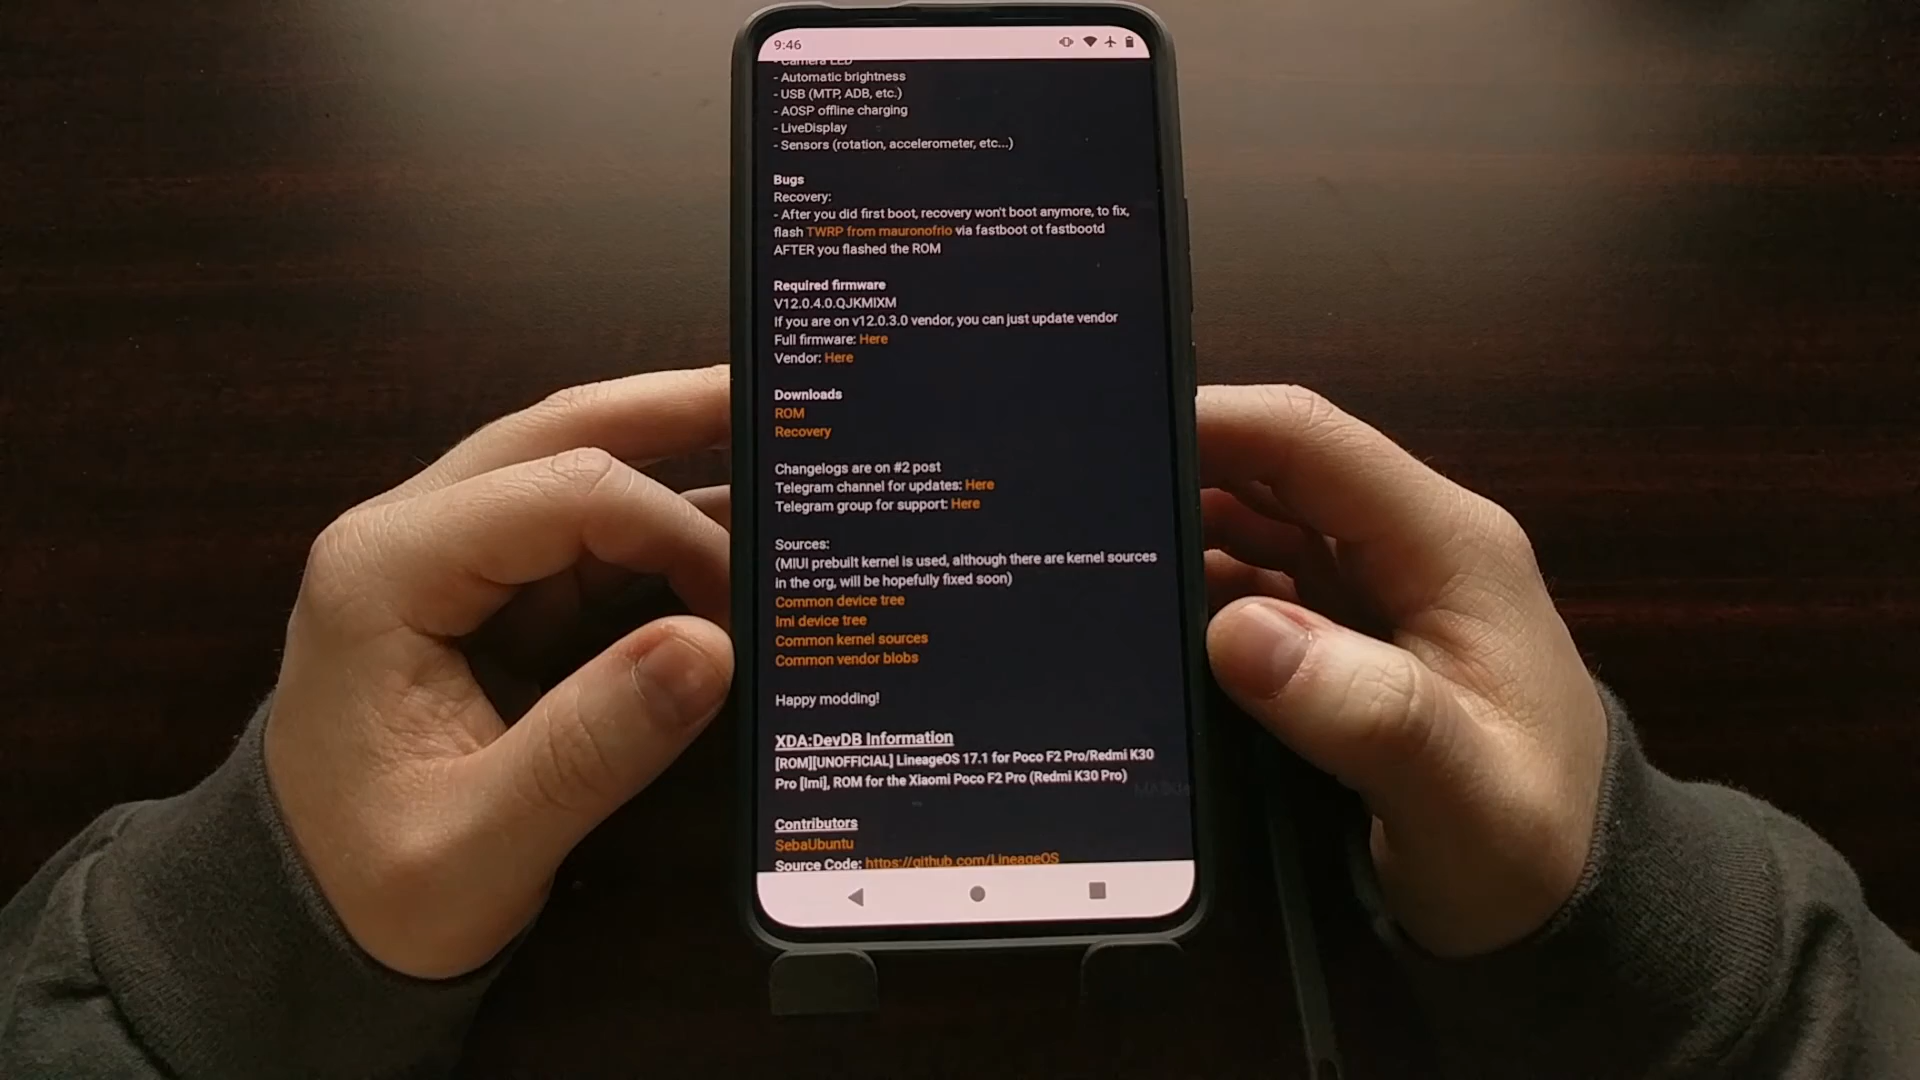 9:46
- Camera LED
- Automatic brightness
- USB (MTP, ADB, etc.)
- AOSP offline charging
- LiveDisplay
- Sensors (rotation, accelerometer, etc...)
Bugs
Recovery:
- After you did first boot, recovery won't boot anymore, to fix,
flash TWRP from mauronofrio via fastboot ot fastbootd
AFTER you flashed the ROM
Required firmware
V12.0.4.0.QJKMIXM
If you are on v12.0.3.0 vendor, you can just update vendor
Full firmware: Here
Vendor: Here
Downloads
ROM
Recovery
Changelogs are on #2 post
Telegram channel for updates: Here
Telegram group for support: Here
Sources:
(MIUI prebuilt kernel is used, although there are kernel sources
in the org, will be hopefully fixed soon)
Common device tree
lmi device tree
Common kernel sources
Common vendor blobs
Happy modding!
XDA:DevDB Information
[ROM][UNOFFICIAL] LineageOS 17.1 for Poco F2 Pro/Redmi K30
Pro [lmi], ROM for the Xiaomi Poco F2 Pro (Redmi K30 Pro)
Contributors
SebaUbuntu
Source Code: https://github.com/LineageOS